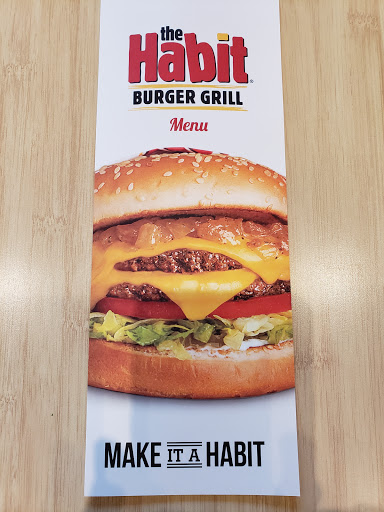 the
Habit
BURGER GRILL
Menu
MAKE IT A HABIT